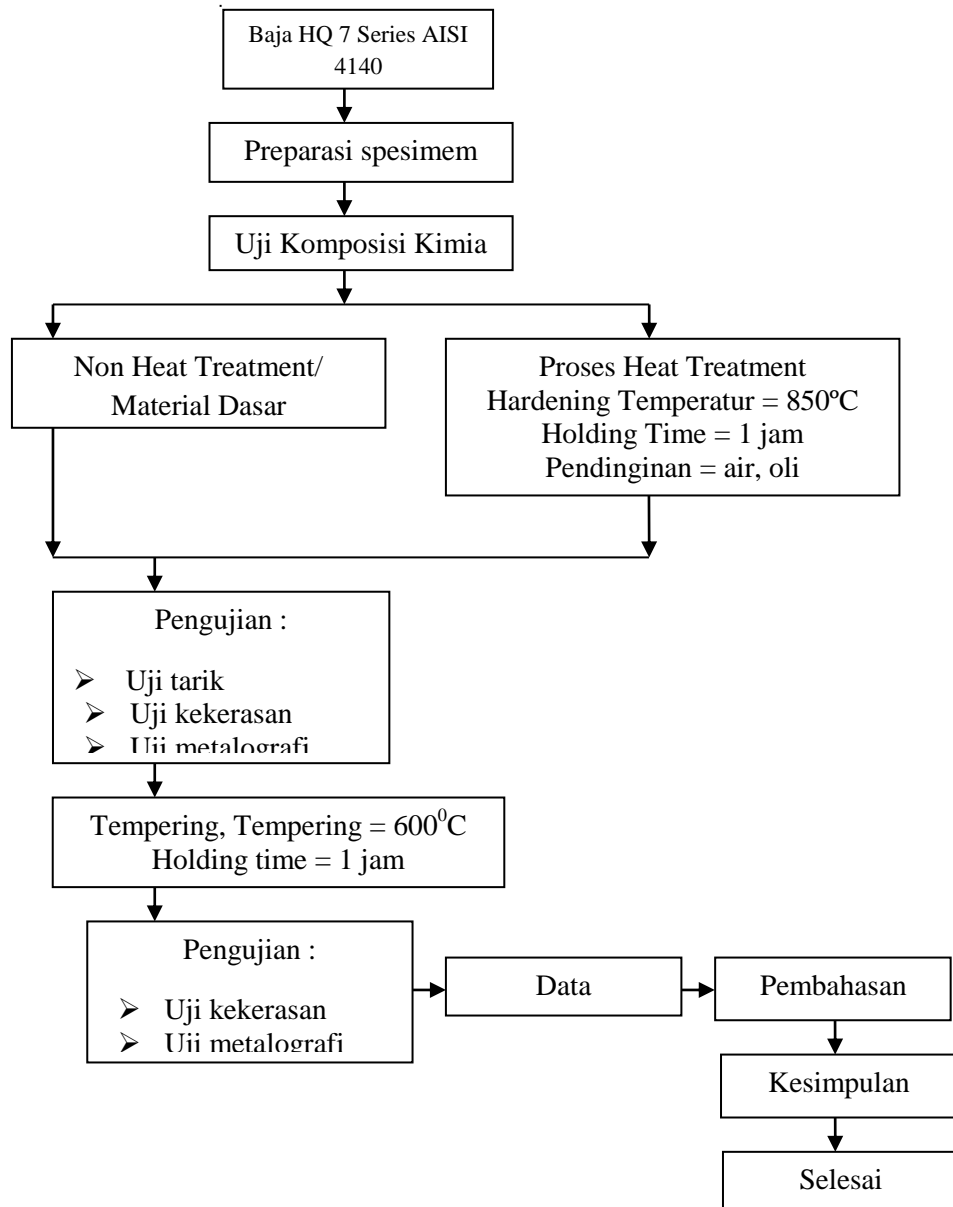 Baja HQ 7 Series AISI
4140
Preparasi spesimem
Uji Komposisi Kimia
Non Heat Treatment/
Material Dasar
Proses Heat Treatment
Hardening Temperatur = 850ºC
Holding Time = 1 jam
Pendinginan = air, oli
Pengujian :
➢ Uji tarik
➢ Uji kekerasan
➢ Uji metalografi
Tempering, Tempering = 600⁰C
Holding time = 1 jam
Pengujian :
➢ Uji kekerasan
➢ Uji metalografi
Data
Pembahasan
Kesimpulan
Selesai